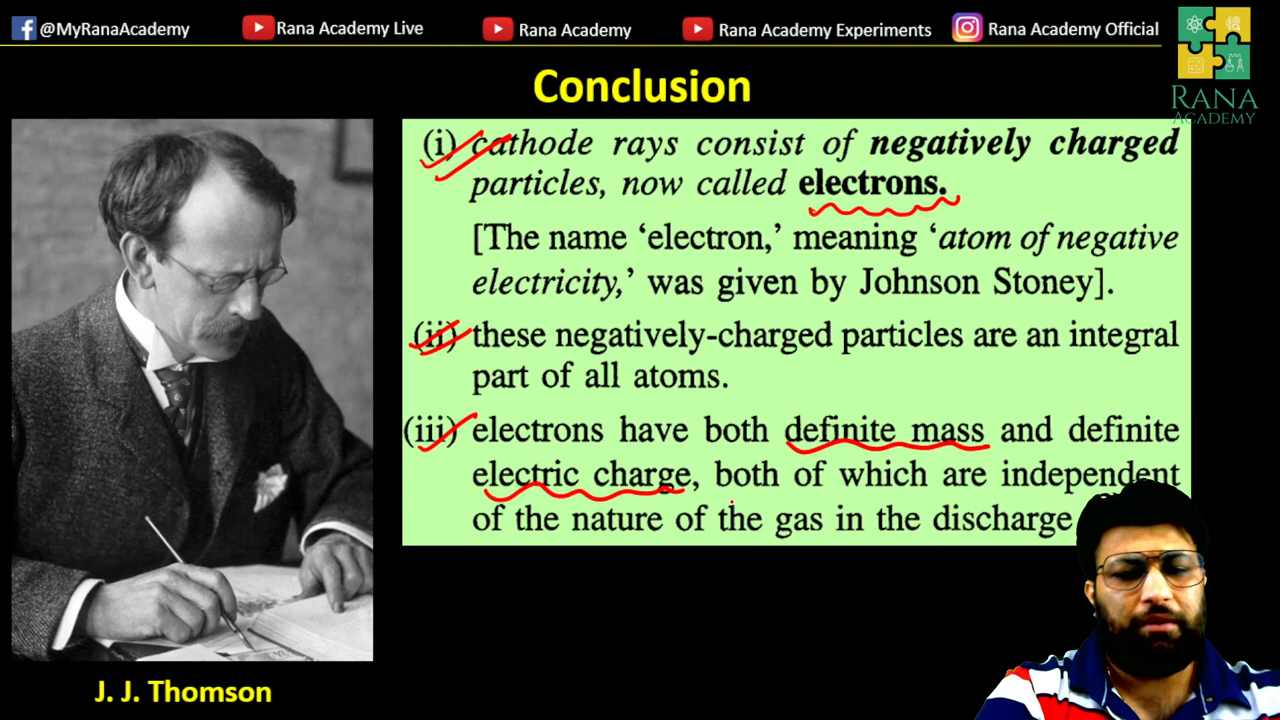 @MyRanaAcademy
Rana Academy Live
Rana Academy
Rana Academy Experiments
Rana Academy Official
RANA
ACADEMY
Conclusion
(i) cathode rays consist of negatively charged
particles, now called electrons.
[The name ‘electron,’ meaning ‘atom of negative
electricity,’ was given by Johnson Stoney].
(ii) these negatively-charged particles are an integral
part of all atoms.
(iii) electrons have both definite mass and definite
electric charge, both of which are independent
of the nature of the gas in the discharge
J. J. Thomson